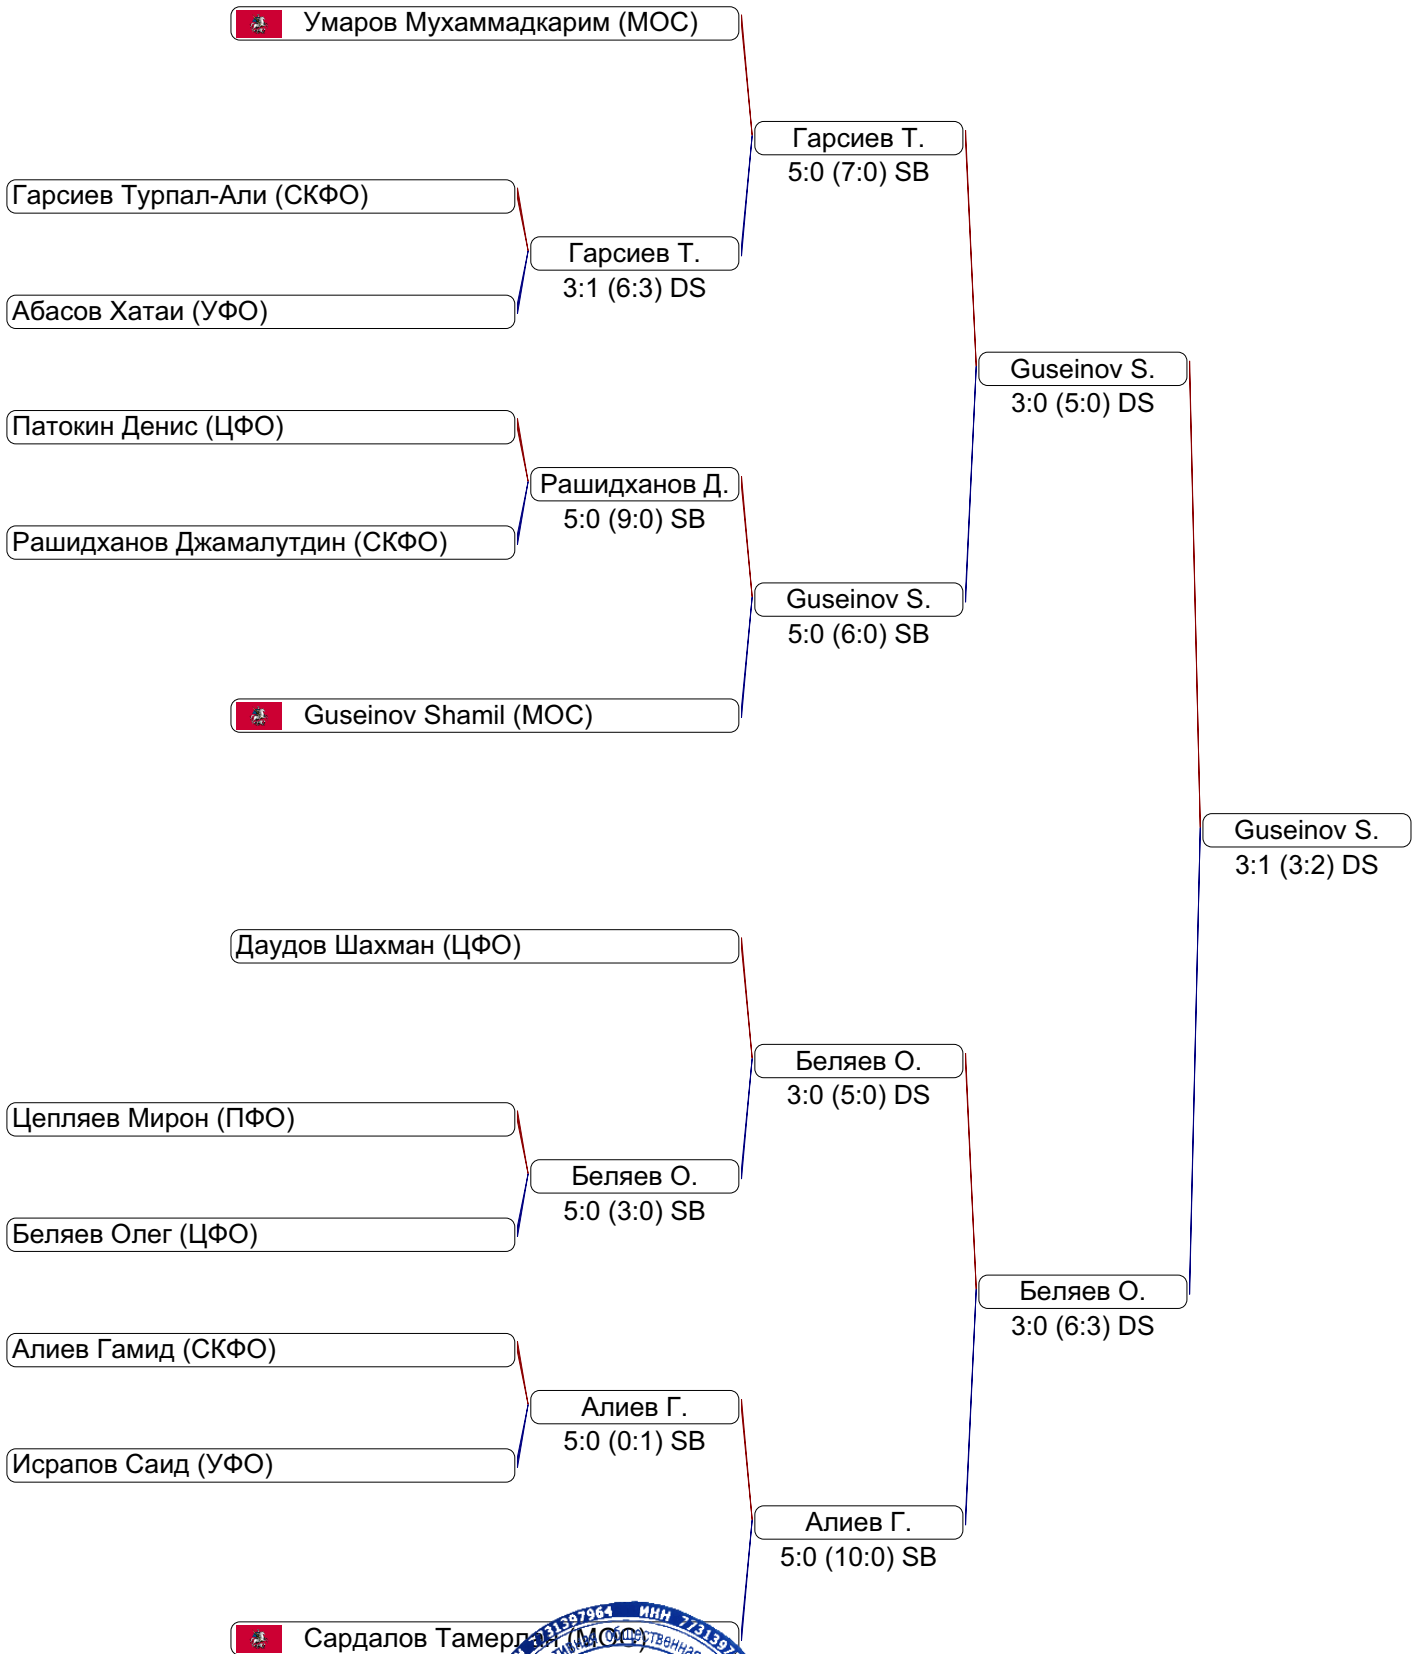 Умаров Мухаммадкарим (МОС)
Гарсиев Т.
5:0 (7:0) SB
Гарсиев Турпал-Али (СКФО)
Гарсиев Т.
3:1 (6:3) DS
Абасов Хатаи (УФО)
Guseinov S.
3:0 (5:0) DS
Патокин Денис (ЦФО)
Рашидханов Д.
5:0 (9:0) SB
Рашидханов Джамалутдин (СКФО)
Guseinov S.
5:0 (6:0) SB
Guseinov Shamil (МОС)
Guseinov S.
3:1 (3:2) DS
Даудов Шахман (ЦФО)
Беляев О.
3:0 (5:0) DS
Цепляев Мирон (ПФО)
Беляев О.
5:0 (3:0) SB
Беляев Олег (ЦФО)
Беляев О.
3:0 (6:3) DS
Алиев Гамид (СКФО)
Алиев Г.
5:0 (0:1) SB
Исрапов Саид (УФО)
Алиев Г.
5:0 (10:0) SB
Сардалов Тамерлан (МОС)
ИНН
общественная